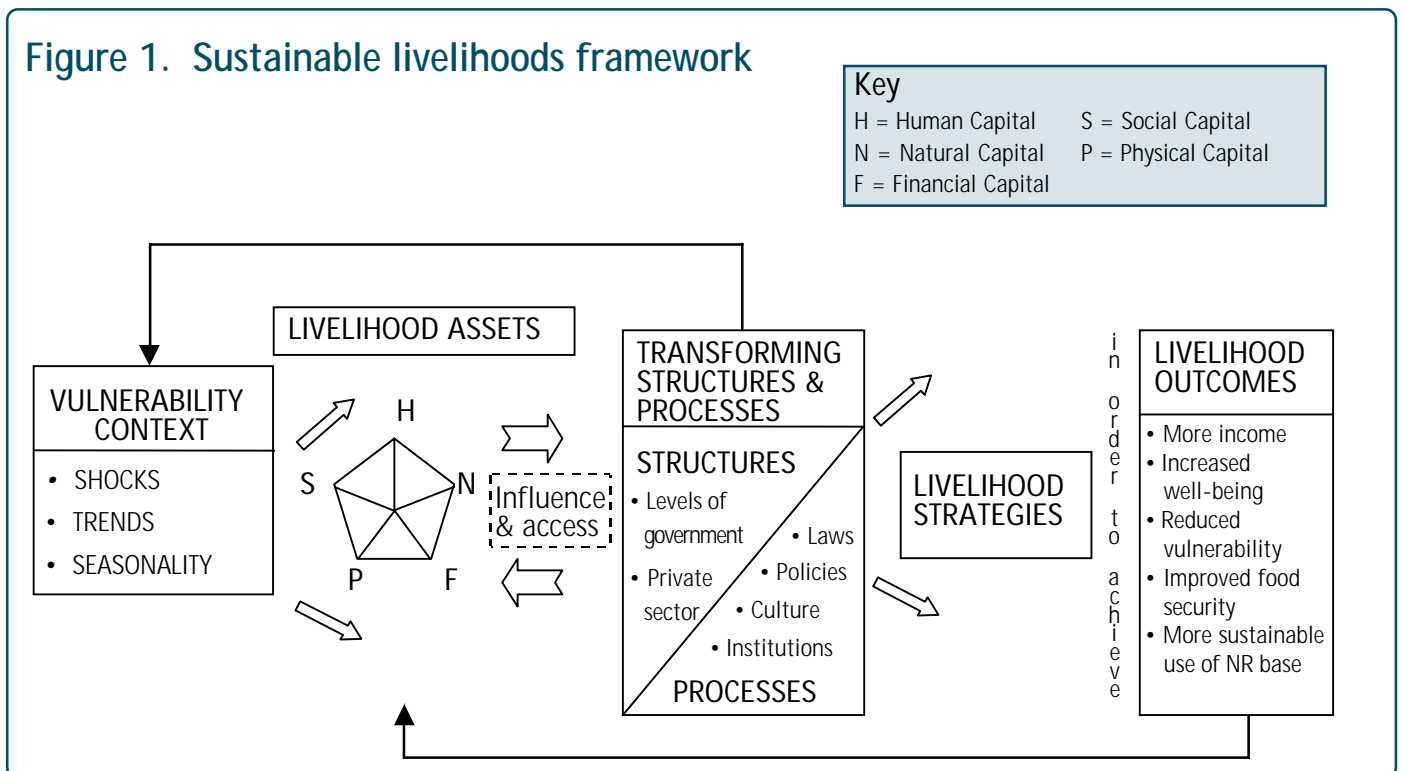 Figure 1. Sustainable livelihoods framework
Key
H = Human Capital S = Social Capital
N = Natural Capital P = Physical Capital
F = Financial Capital
LIVELIHOOD ASSETS
VULNERABILITY
CONTEXT
• SHOCKS
• TRENDS
• SEASONALITY
H
S
N
P
F
Influence
& access
TRANSFORMING
STRUCTURES &
PROCESSES
STRUCTURES
• Levels of
government
• Private
sector
• Laws
• Policies
• Culture
• Institutions
PROCESSES
LIVELIHOOD
STRATEGIES
in order to achieve
LIVELIHOOD
OUTCOMES
• More income
• Increased
well-being
• Reduced
vulnerability
• Improved food
security
• More sustainable
use of NR base